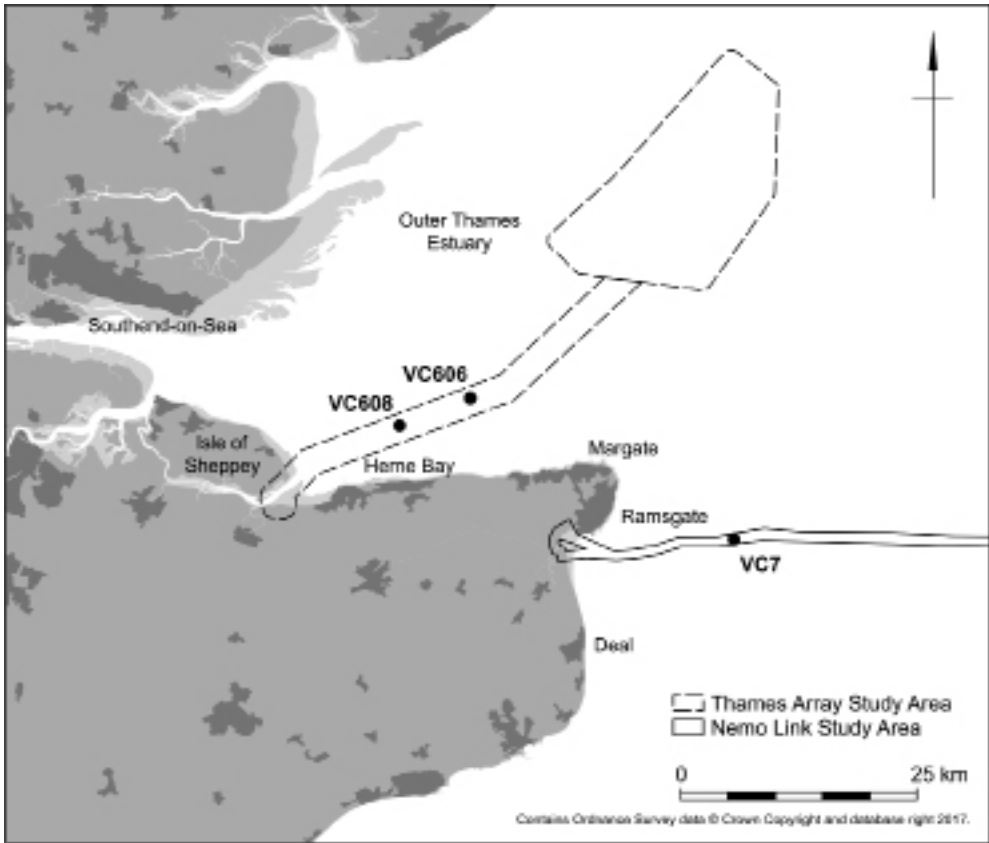 Outer Thames
Estuary
Southend-on-Sea
VC606
VC608
Isle of
Sheppey
Herne Bay
Margate
Ramsgate
VC7
Deal
Thames Array Study Area
Nemo Link Study Area
0 25 km
Contains Ordnance Survey data © Crown Copyright and database right 2017.